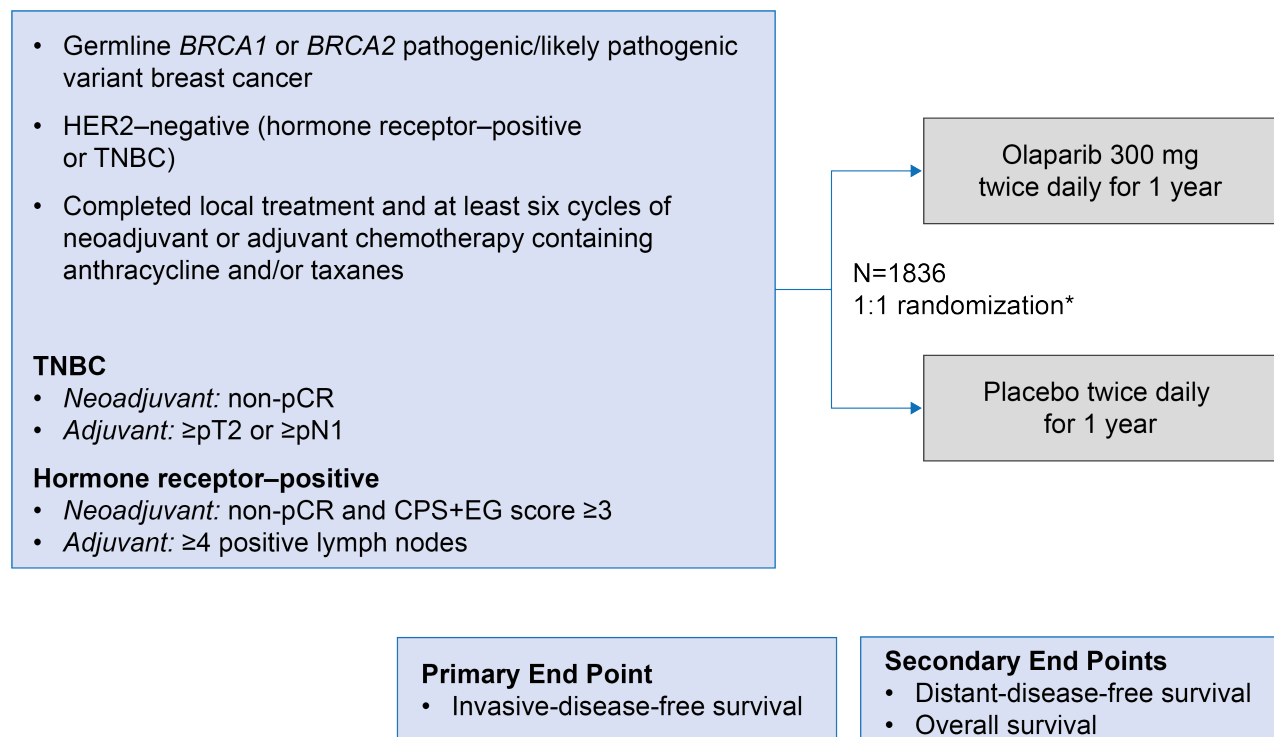 • Germline BRCA1 or BRCA2 pathogenic/likely pathogenic
variant breast cancer
• HER2–negative (hormone receptor–positive
or TNBC)
• Completed local treatment and at least six cycles of
neoadjuvant or adjuvant chemotherapy containing
anthracycline and/or taxanes
TNBC
• Neoadjuvant: non-pCR
• Adjuvant: ≥pT2 or ≥pN1
Hormone receptor–positive
• Neoadjuvant: non-pCR and CPS+EG score ≥3
• Adjuvant: ≥4 positive lymph nodes
Olaparib 300 mg
twice daily for 1 year
N=1836
1:1 randomization*
Placebo twice daily
for 1 year
Primary End Point
• Invasive-disease-free survival
Secondary End Points
• Distant-disease-free survival
• Overall survival